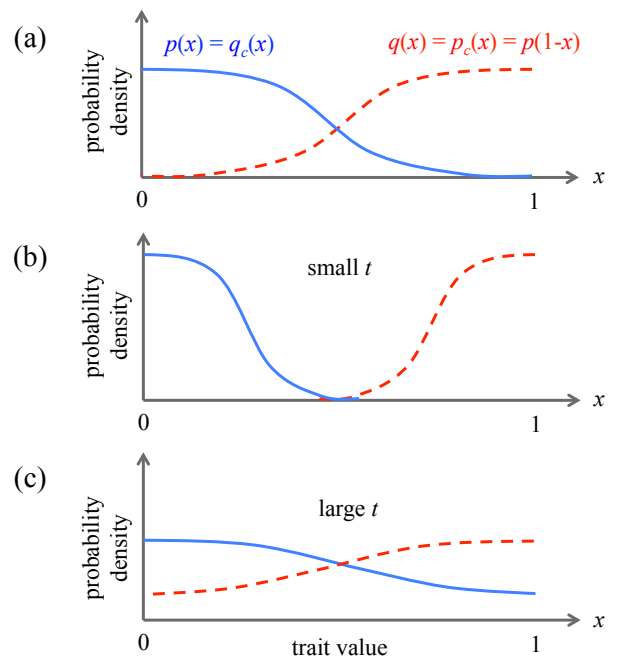 (a)
p(x) = q_c(x)
q(x) = p_c(x) = p(1-x)
probability
density
0
1
x
(b)
small t
probability
density
0
1
x
(c)
large t
probability
density
0
trait value
1
x